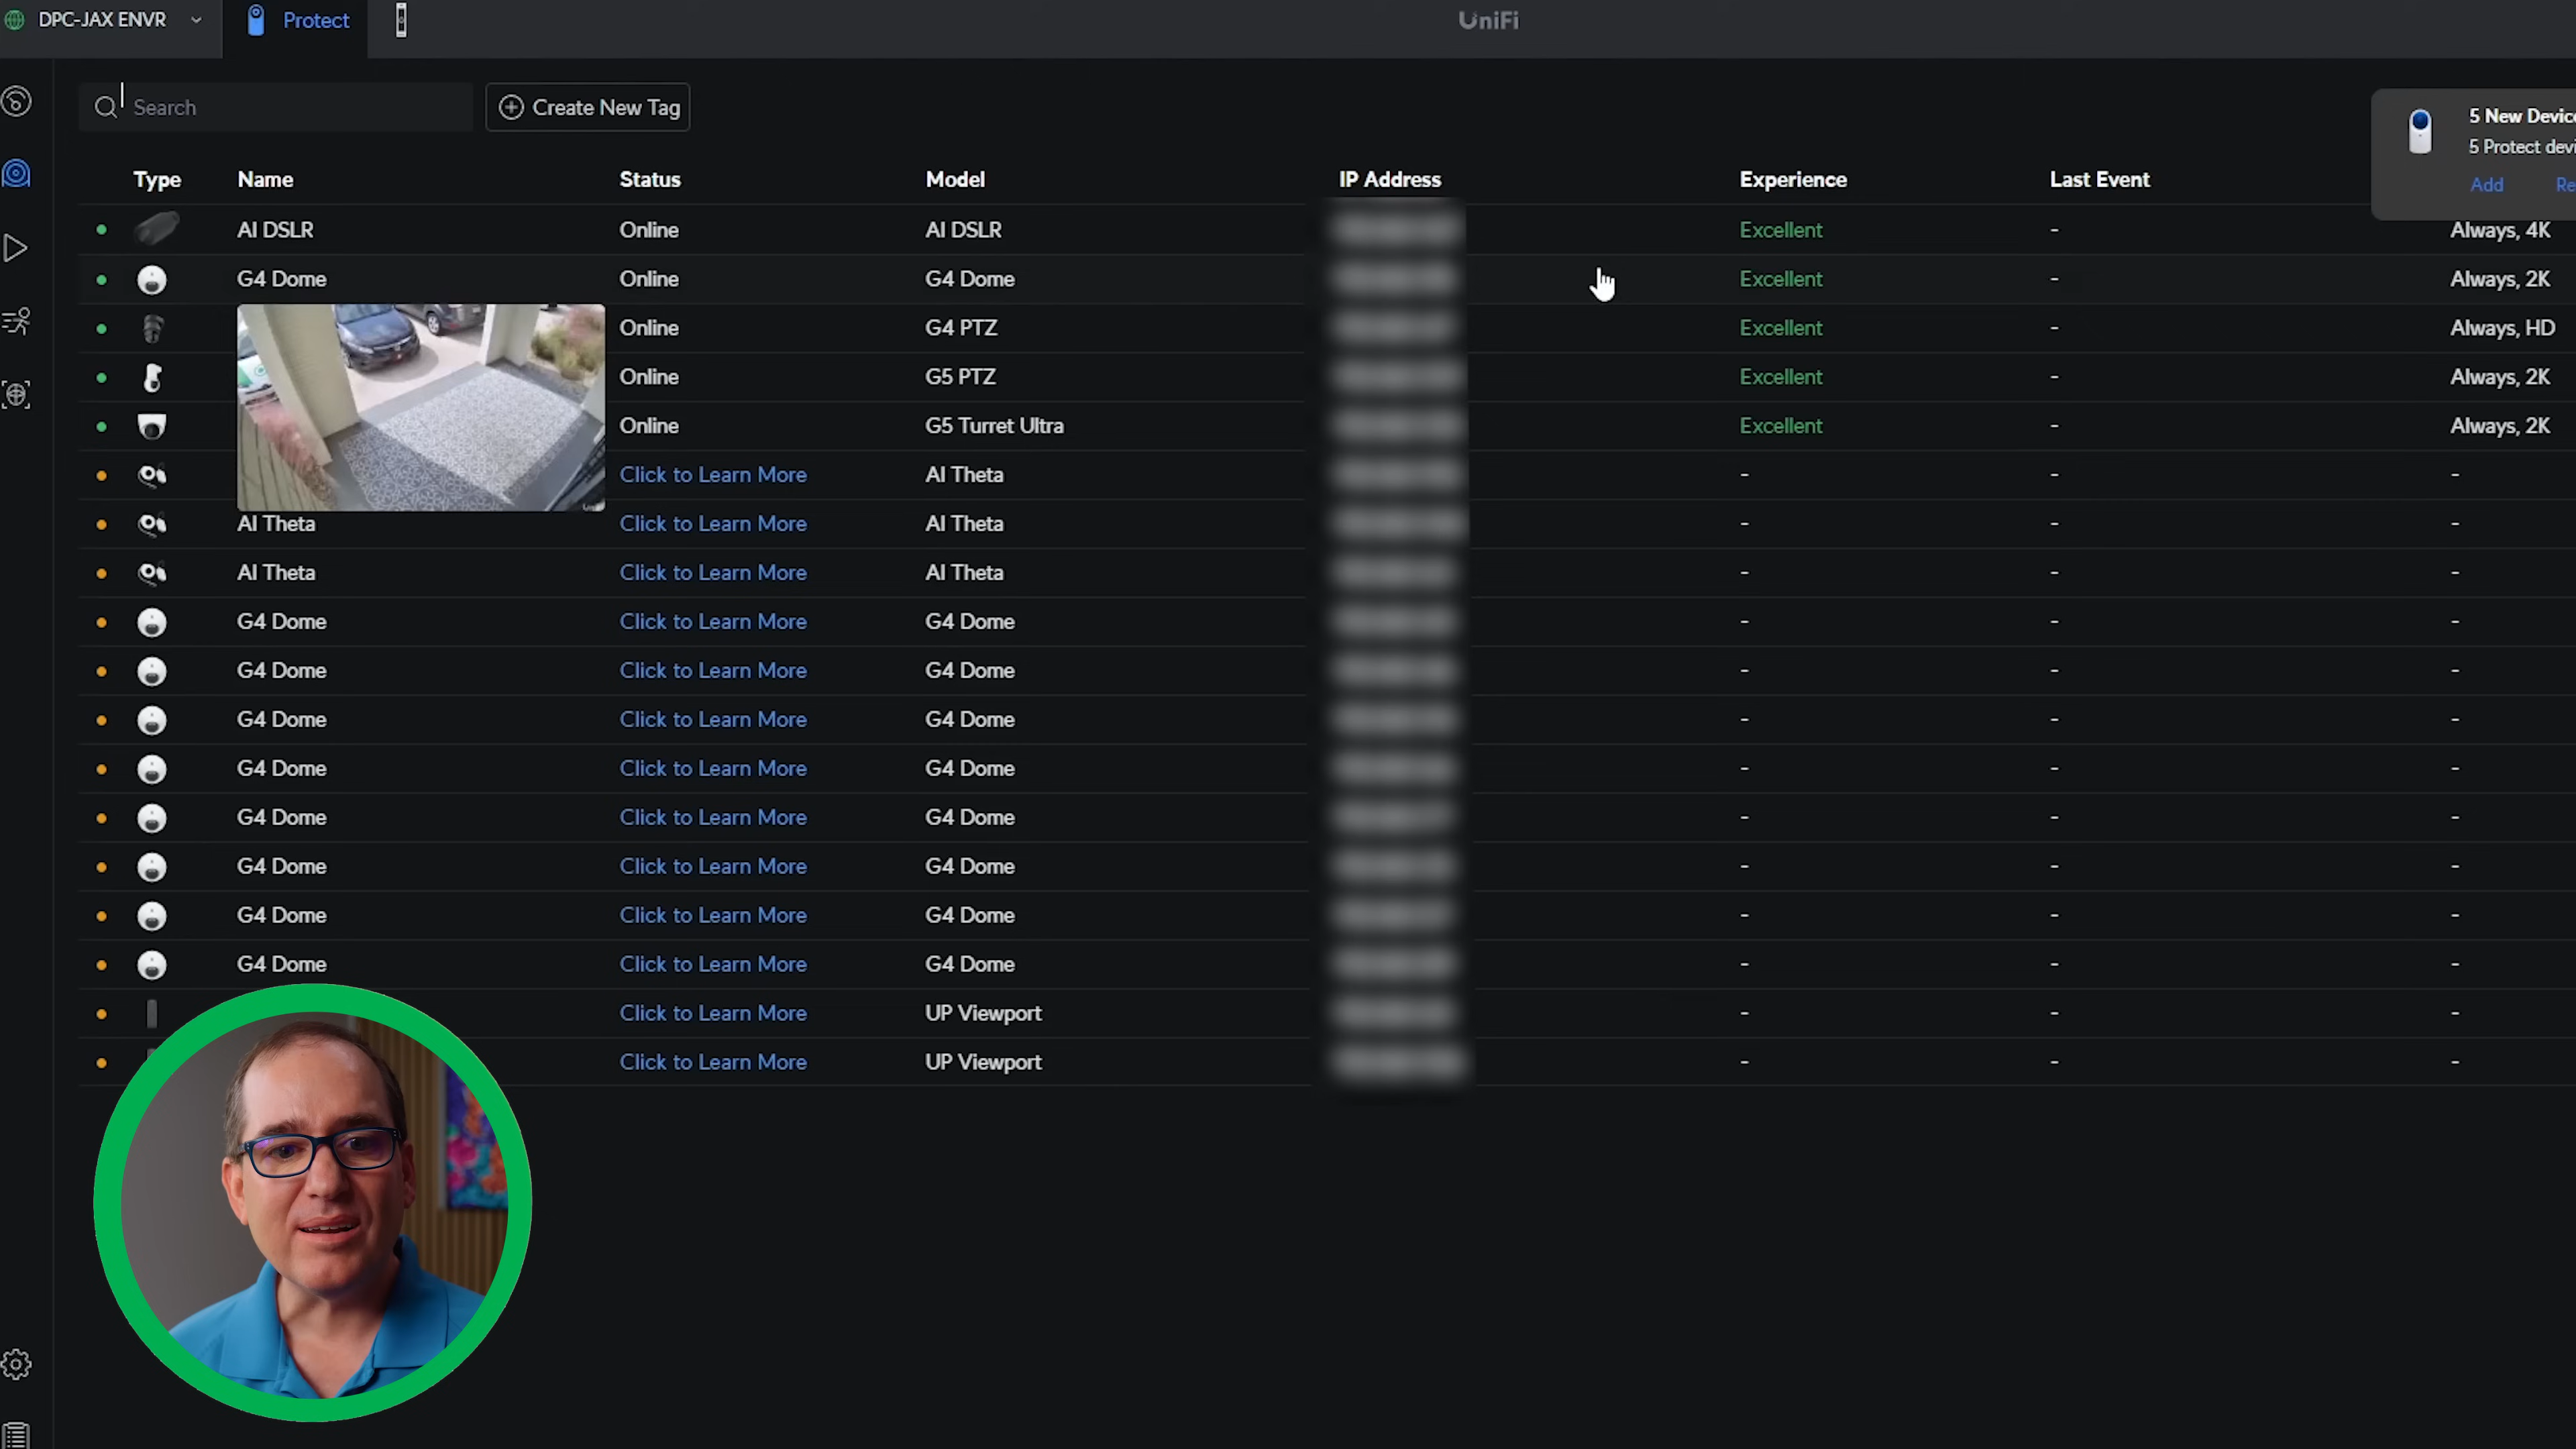 DPC-JAX ENVR Protect UniFi
Search Create New Tag
5 New Device
5 Protect devi
Add Re
Type Name Status Model IP Address Experience Last Event
AI DSLR Online AI DSLR Excellent - Always, 4K
G4 Dome Online G4 Dome Excellent - Always, 2K
Online G4 PTZ Excellent - Always, HD
Online G5 PTZ Excellent - Always, 2K
Online G5 Turret Ultra Excellent - Always, 2K
Click to Learn More AI Theta - - -
AI Theta Click to Learn More AI Theta - - -
AI Theta Click to Learn More AI Theta - - -
G4 Dome Click to Learn More G4 Dome - - -
G4 Dome Click to Learn More G4 Dome - - -
G4 Dome Click to Learn More G4 Dome - - -
G4 Dome Click to Learn More G4 Dome - - -
G4 Dome Click to Learn More G4 Dome - - -
G4 Dome Click to Learn More G4 Dome - - -
G4 Dome Click to Learn More G4 Dome - - -
G4 Dome Click to Learn More G4 Dome - - -
Click to Learn More UP Viewport - - -
Click to Learn More UP Viewport - - -